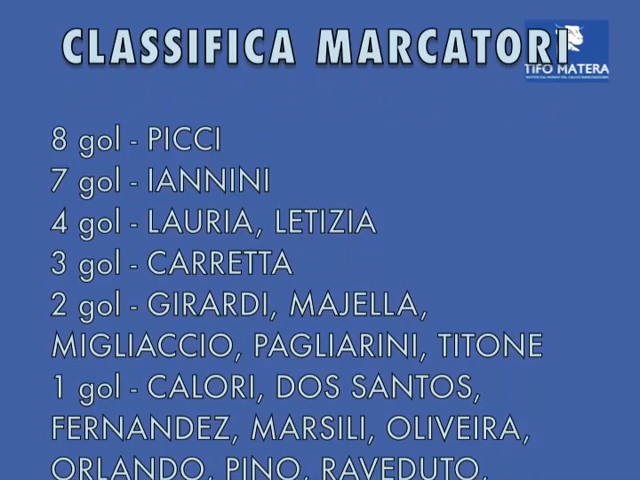 CLASSIFICA MARCATORI
TIFO MATERA
8 gol - PICCI
7 gol - IANNINI
4 gol - LAURIA, LETIZIA
3 gol - CARRETTA
2 gol - GIRARDI, MAJELLA,
MIGLIACCIO, PAGLIARINI, TITONE
1 gol - CALORI, DOS SANTOS,
FERNANDEZ, MARSILI, OLIVEIRA,
ORLANDO, PINO, RAVEDUTO,